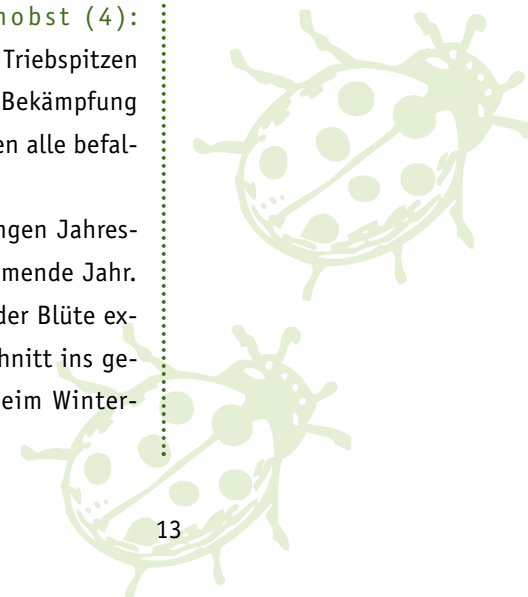 nobst (4):
Triebspitzen
Bekämpfung
en alle befal-
ngen Jahres-
mende Jahr.
der Blüte ex-
hnitt ins ge-
eim Winter-
13